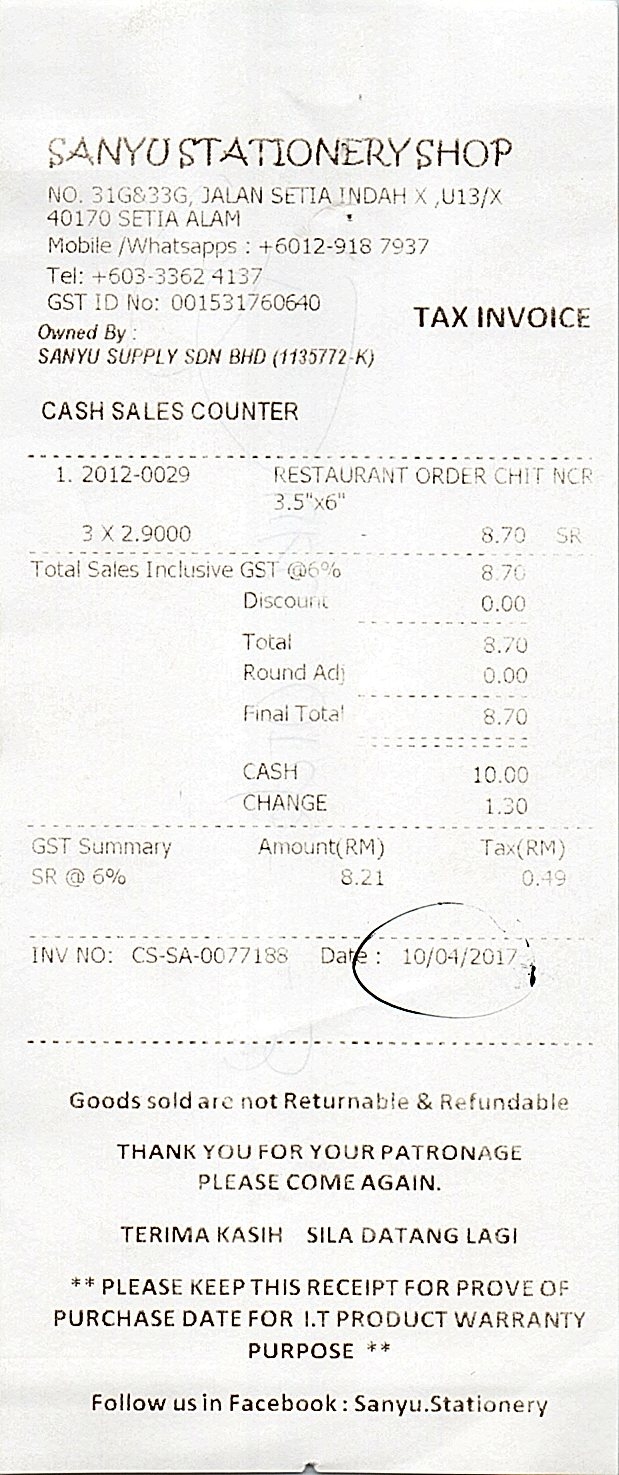 SANYU STATIONERY SHOP
NO. 31G&33G, JALAN SETIA INDAH X ,U13/X
40170 SETIA ALAM
Mobile /Whatsapps : +6012-918 7937
Tel: +603-3362 4137
GST ID No: 001531760640
TAX INVOICE
Owned By :
SANYU SUPPLY SDN BHD (1135772-K)
CASH SALES COUNTER
1. 2012-0029 RESTAURANT ORDER CHIT NCR
3.5"x6"
3 X 2.9000 - 8.70 SR
Total Sales Inclusive GST @6% 8.70
Discount 0.00
Total 8.70
Round Adj 0.00
Final Total 8.70
CASH 10.00
CHANGE 1.30
GST Summary Amount(RM) Tax(RM)
SR @ 6% 8.21 0.49
INV NO: CS-SA-0077188 Date : 10/04/2017
Goods sold are not Returnable & Refundable
THANK YOU FOR YOUR PATRONAGE
PLEASE COME AGAIN.
TERIMA KASIH SILA DATANG LAGI
** PLEASE KEEP THIS RECEIPT FOR PROVE OF
PURCHASE DATE FOR I.T PRODUCT WARRANTY
PURPOSE **
Follow us in Facebook : Sanyu.Stationery